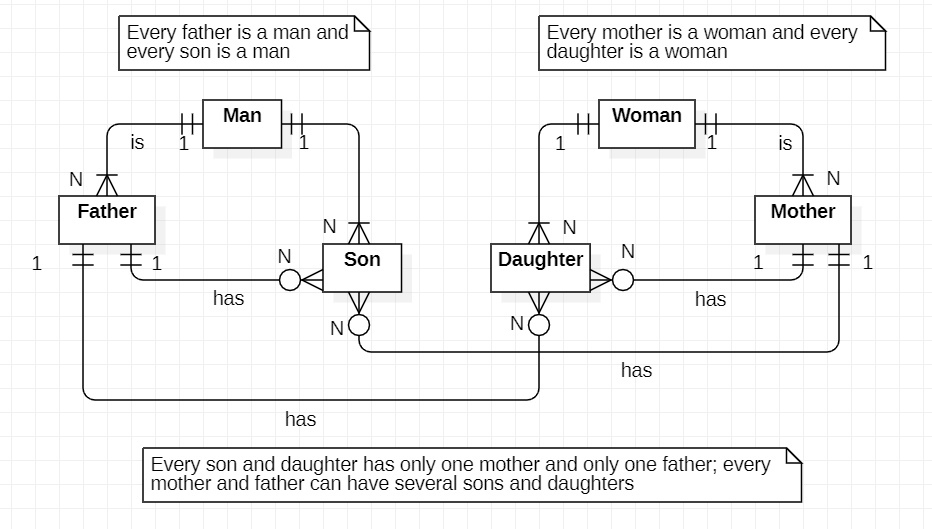 Every father is a man and
every son is a man
Every mother is a woman and every
daughter is a woman
Man
Woman
is
1
1
1
1
is
N
N
Father
Mother
N
N
Son
Daughter
1
1
N
N
1
1
has
has
N
N
has
has
Every son and daughter has only one mother and only one father; every
mother and father can have several sons and daughters